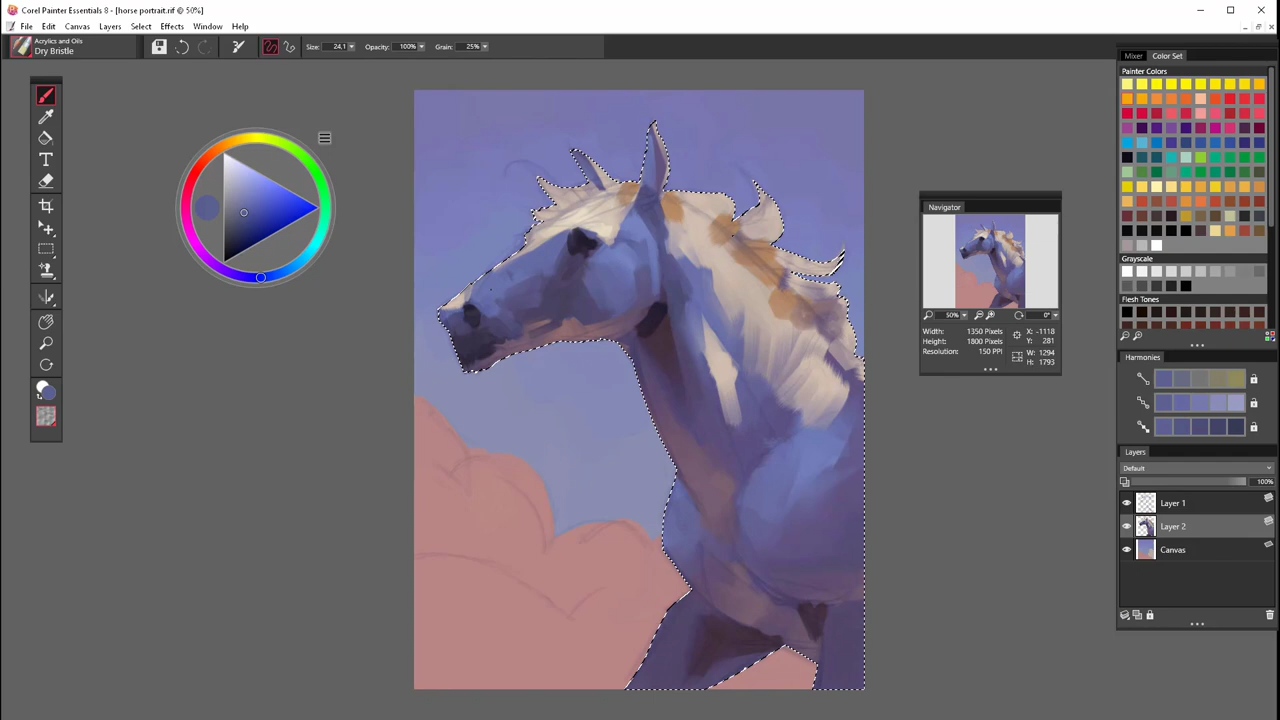 Corel Painter Essentials 8 - [horse portrait.rif @ 50%]
File Edit Canvas Layers Select Effects Window Help
Acrylics and Oils
Dry Bristle
Size: 24.1 Opacity: 100% Grain: 25%
Mixer Color Set
Painter Colors
Grayscale
Flesh Tones
Navigator
50% 0°
Width: 1350 Pixels
Height: 1800 Pixels
Resolution: 150 PPI
X: -1118
Y: 281
W: 1294
H: 1793
Harmonies
Layers
Default
100%
Layer 1
Layer 2
Canvas